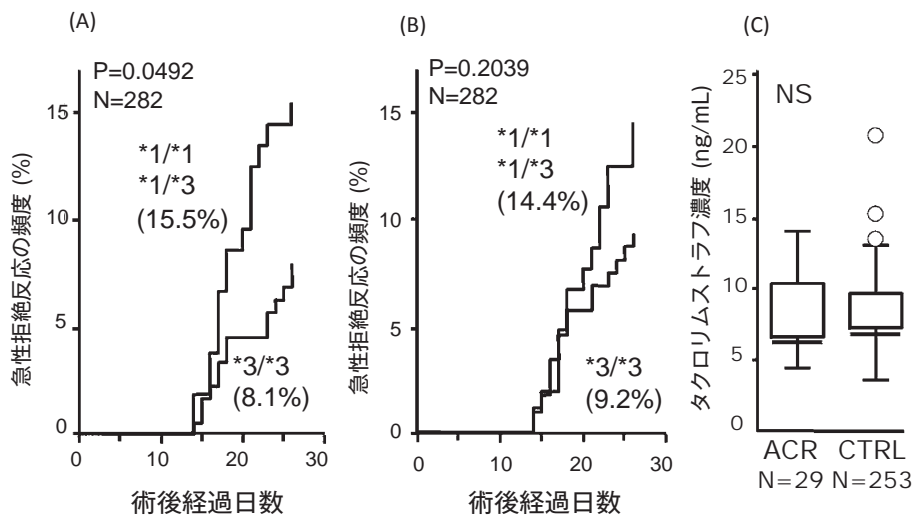 (A)
P=0.0492
N=282
*1/*1
*1/*3
(15.5%)
*3/*3
(8.1%)
急性拒絶反応の頻度 (%)
15
10
5
0
0
10
20
30
術後経過日数
(B)
P=0.2039
N=282
*1/*1
*1/*3
(14.4%)
*3/*3
(9.2%)
急性拒絶反応の頻度 (%)
15
10
5
0
0
10
20
30
術後経過日数
(C)
NS
タクロリムストラフ濃度 (ng/mL)
25
20
15
10
5
0
ACR CTRL
N=29 N=253